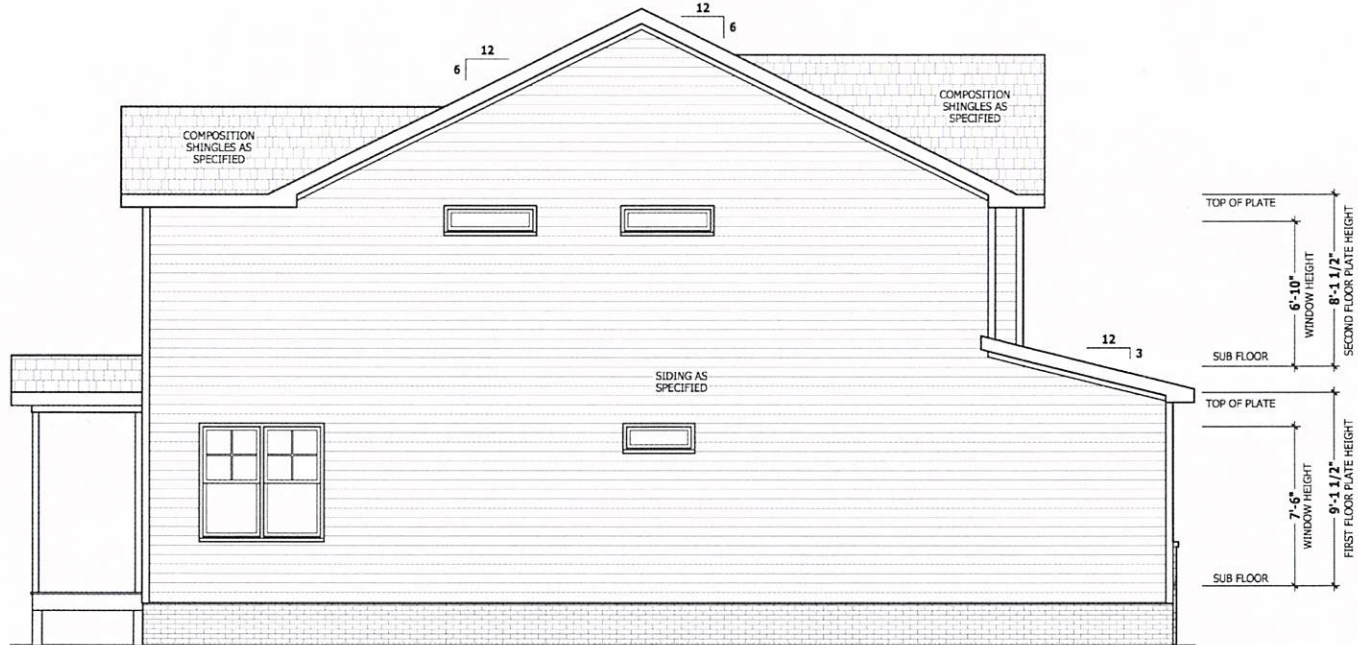 12
6
12
6
COMPOSITION
SHINGLES AS
SPECIFIED
COMPOSITION
SHINGLES AS
SPECIFIED
TOP OF PLATE
6'-10"
WINDOW HEIGHT
8'-1 1/2"
SECOND FLOOR PLATE HEIGHT
12
3
SUB FLOOR
SIDING AS
SPECIFIED
TOP OF PLATE
7'-6"
WINDOW HEIGHT
9'-1 1/2"
FIRST FLOOR PLATE HEIGHT
SUB FLOOR